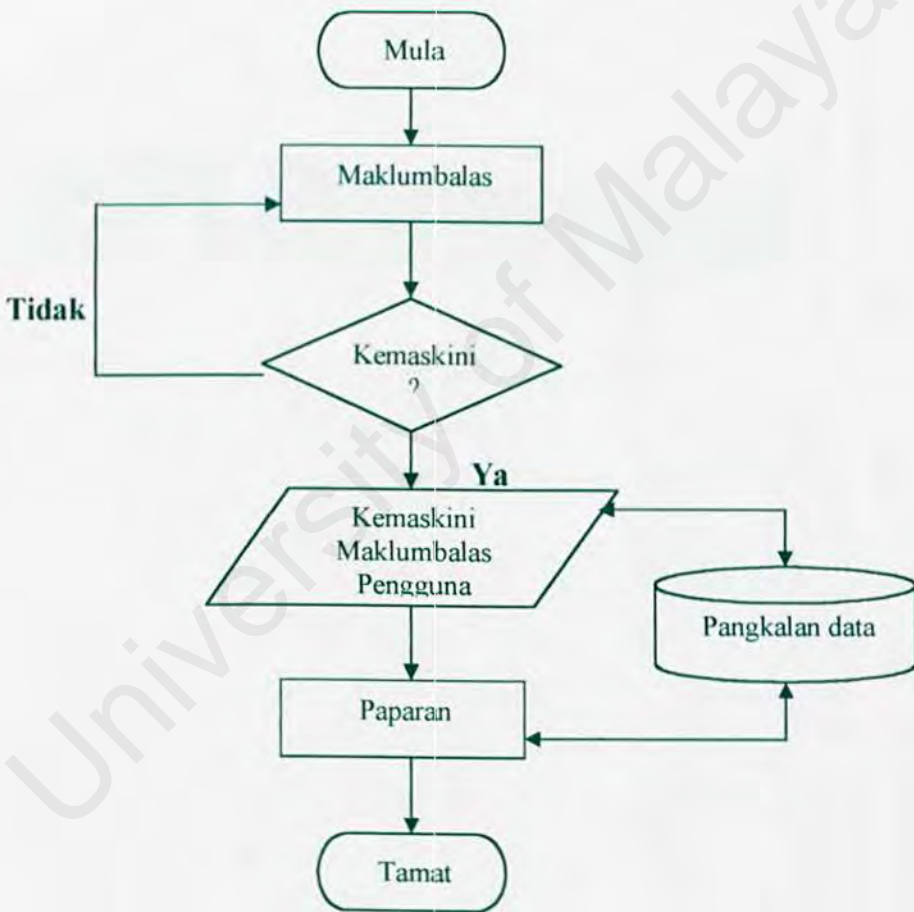 Mula
Maklumbalas
Tidak
Kemaskini
?
Ya
Kemaskini
Maklumbalas
Pengguna
Pangkalan data
Paparan
Tamat
University of Malaya